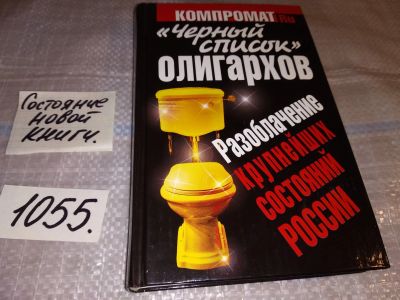 КОМПРОМАТ.Ru
«Черный
список»
ОЛИГАРХОВ
Разоблачение
крупнейших
состояний
РОССИИ
Состояние
новой
книги.
1055.